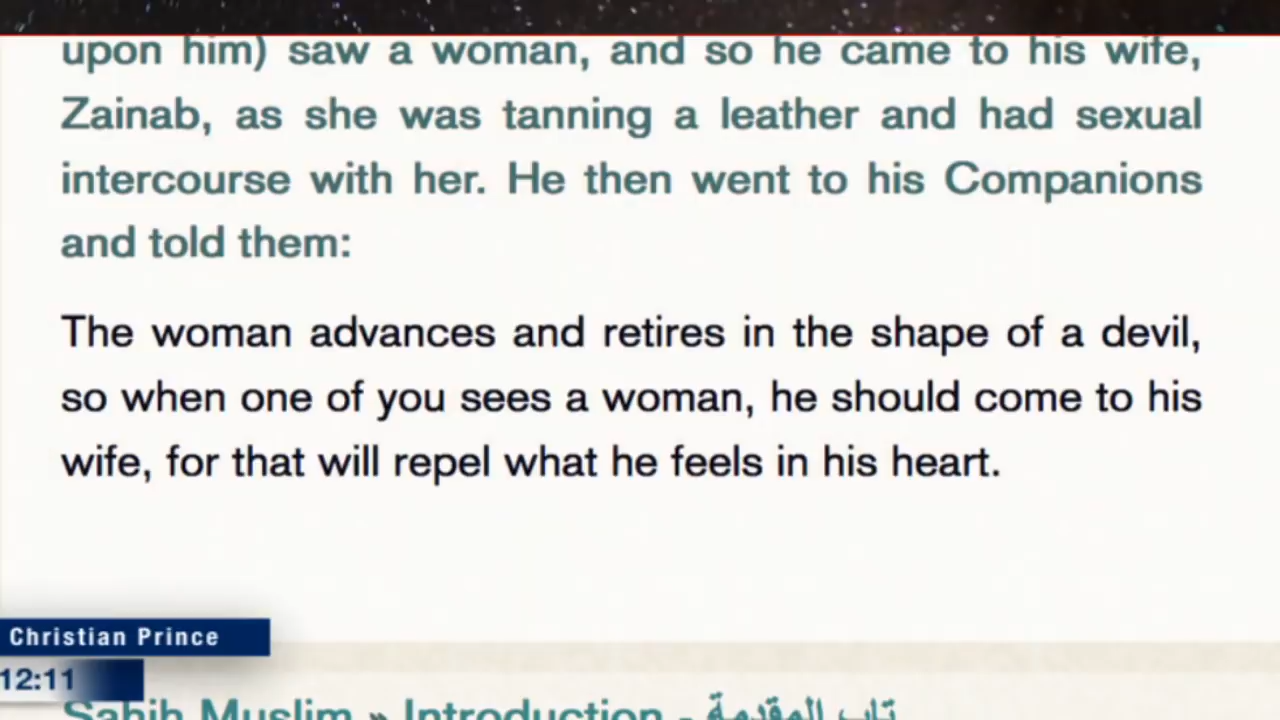 upon him) saw a woman, and so he came to his wife,
Zainab, as she was tanning a leather and had sexual
intercourse with her. He then went to his Companions
and told them:
The woman advances and retires in the shape of a devil,
so when one of you sees a woman, he should come to his
wife, for that will repel what he feels in his heart.
Christian Prince
12:11
Sahih Muslim » Introduction - تاب المقدمة